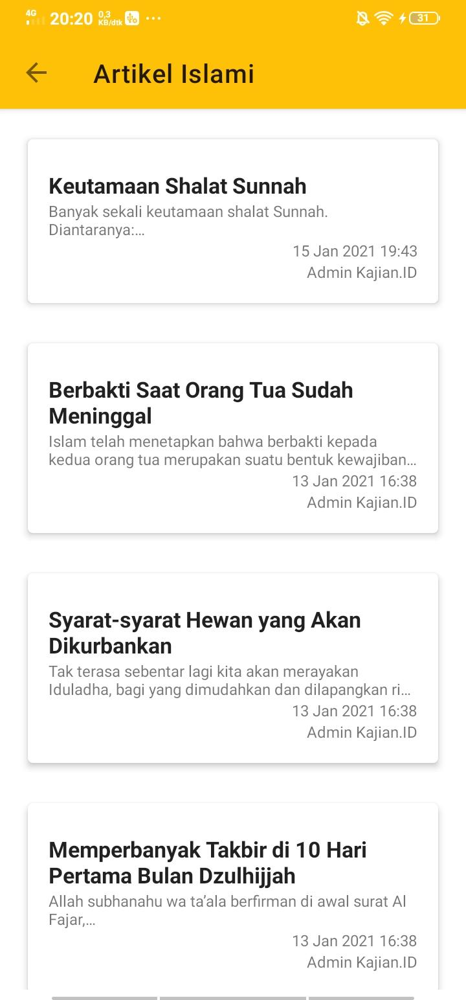 4G 20:20 0,3 KB/dtk ... 31
Artikel Islami
Keutamaan Shalat Sunnah
Banyak sekali keutamaan shalat Sunnah.
Diantaranya:...
15 Jan 2021 19:43
Admin Kajian.ID
Berbakti Saat Orang Tua Sudah
Meninggal
Islam telah menetapkan bahwa berbakti kepada
kedua orang tua merupakan suatu bentuk kewajiban...
13 Jan 2021 16:38
Admin Kajian.ID
Syarat-syarat Hewan yang Akan
Dikurbankan
Tak terasa sebentar lagi kita akan merayakan
Iduladha, bagi yang dimudahkan dan dilapangkan ri...
13 Jan 2021 16:38
Admin Kajian.ID
Memperbanyak Takbir di 10 Hari
Pertama Bulan Dzulhijjah
Allah subhanahu wa ta’ala berfirman di awal surat Al
Fajar,...
13 Jan 2021 16:38
Admin Kajian.ID